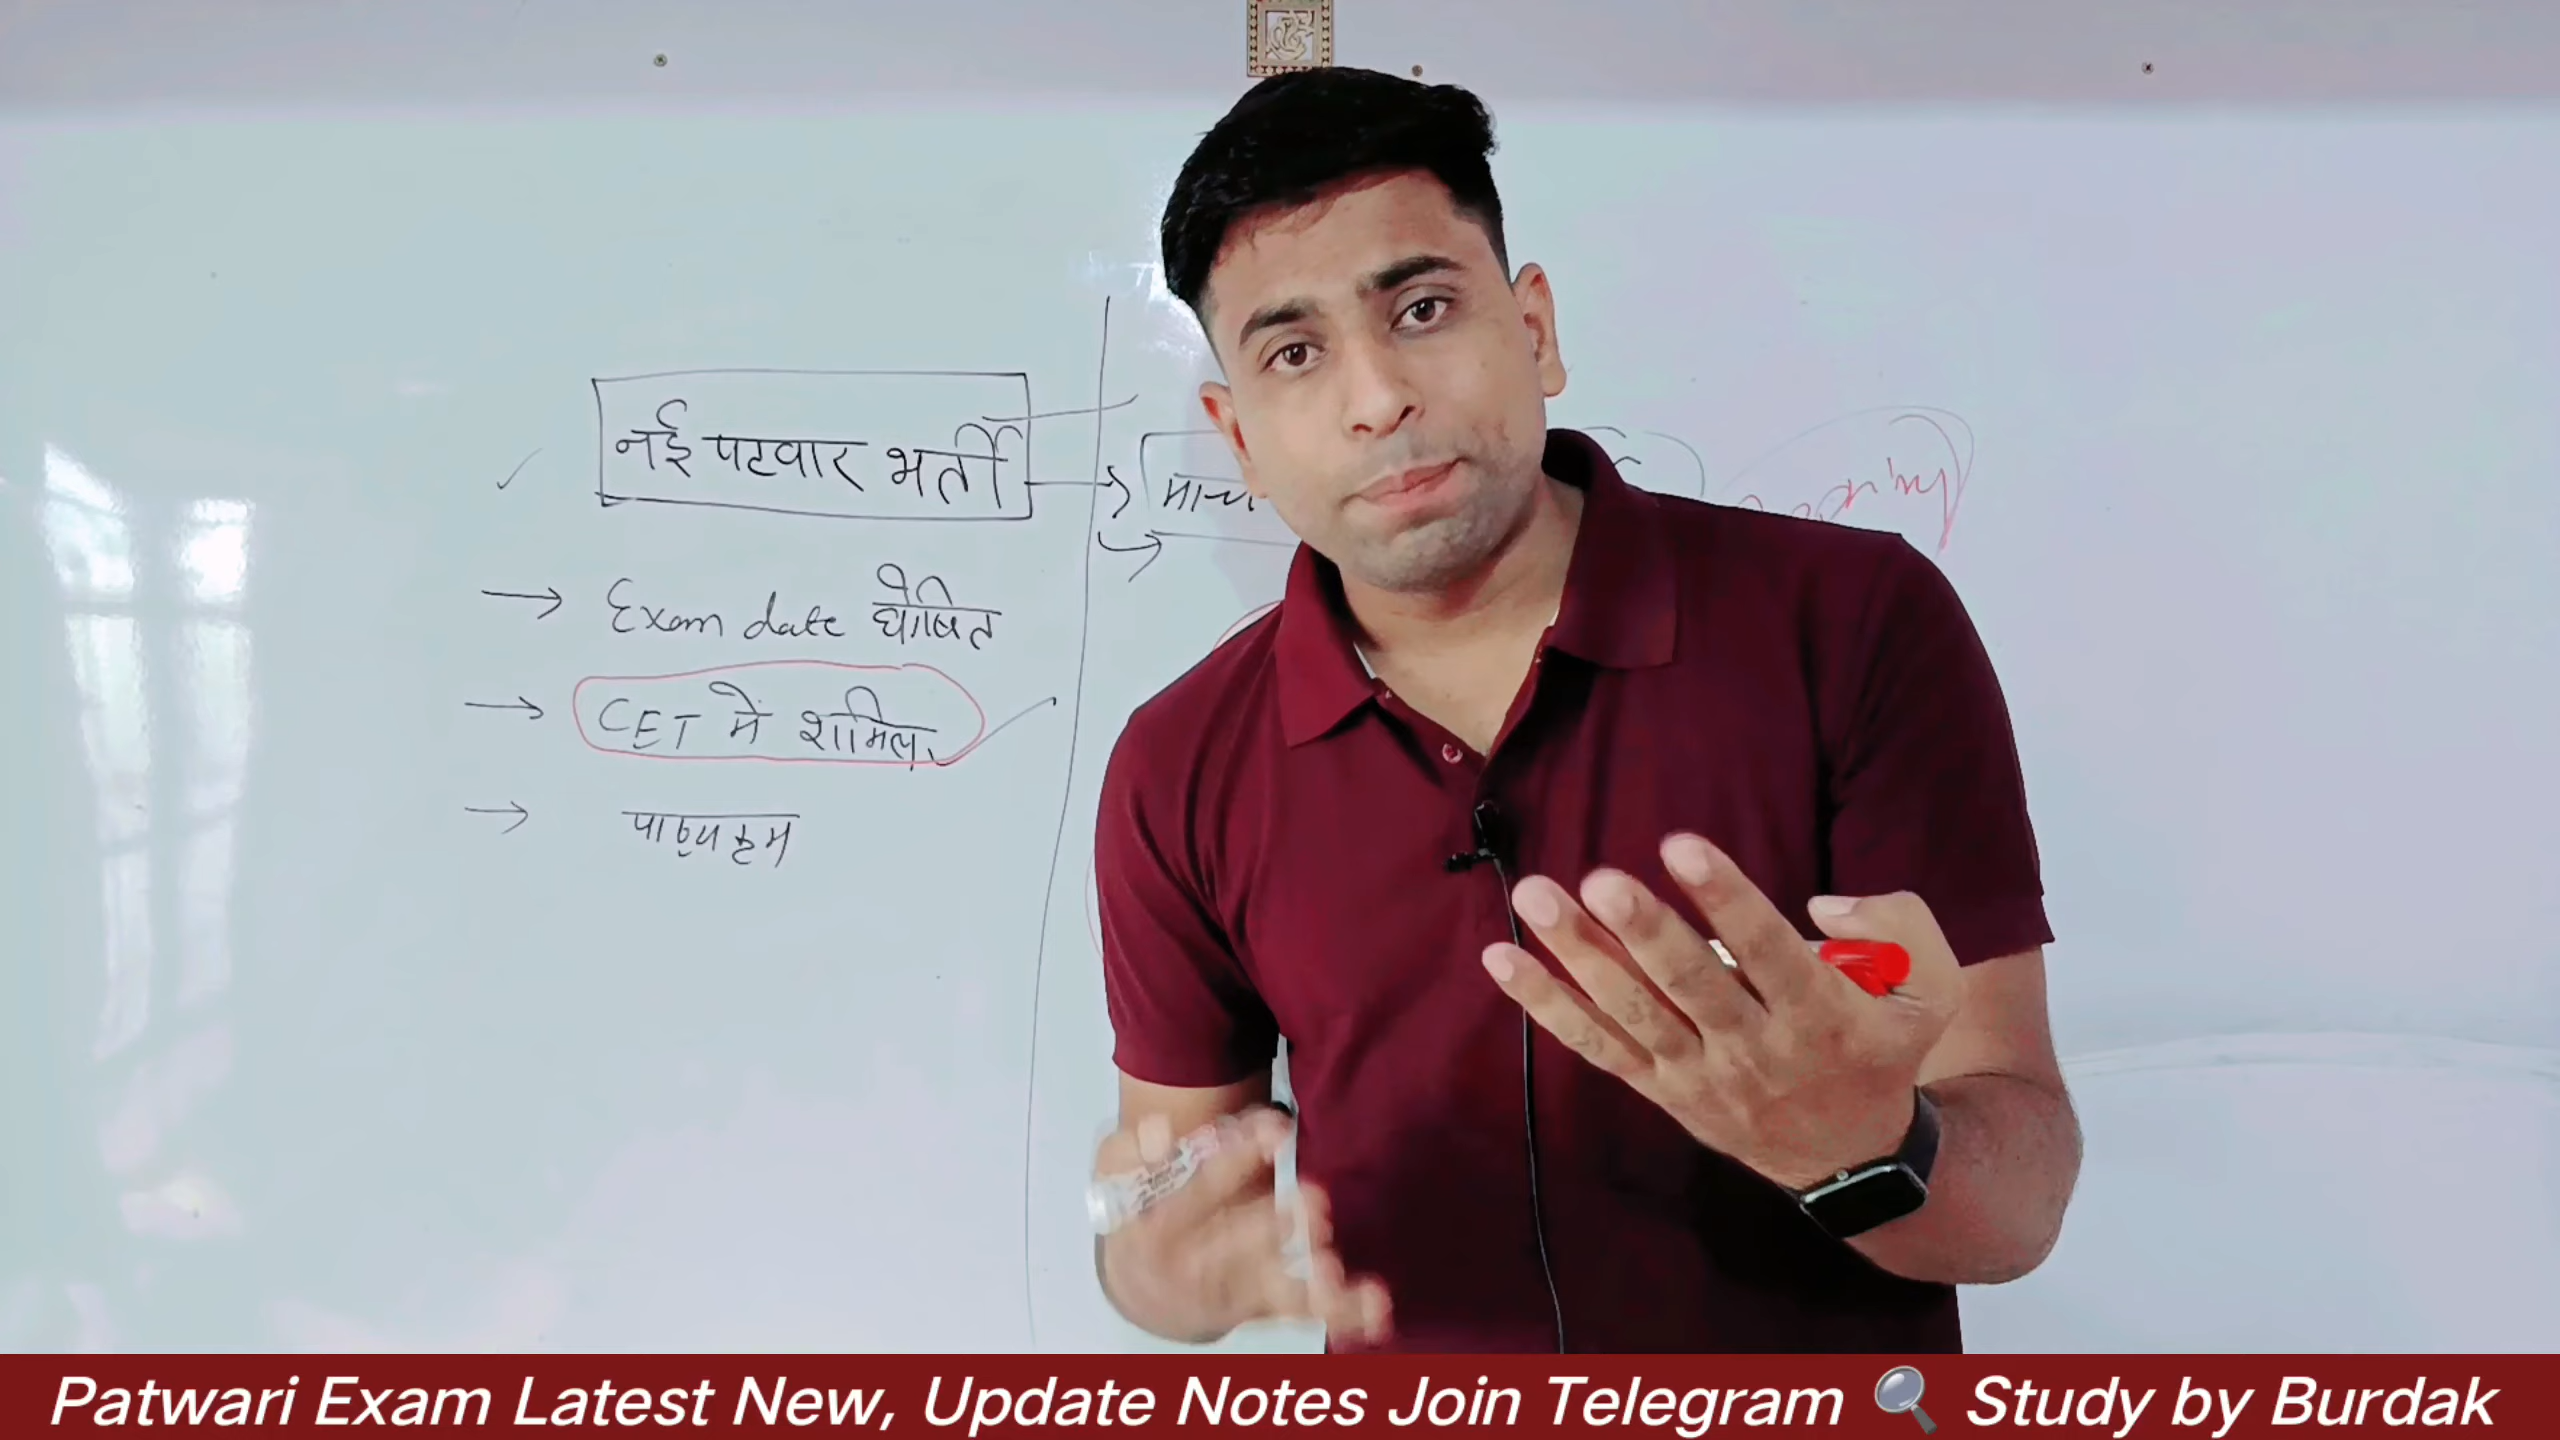 नई पटवार भर्ती
Exam date घोषित
CET में शामिल
पाठ्यक्रम
Patwari Exam Latest New, Update Notes Join Telegram 🔍 Study by Burdak